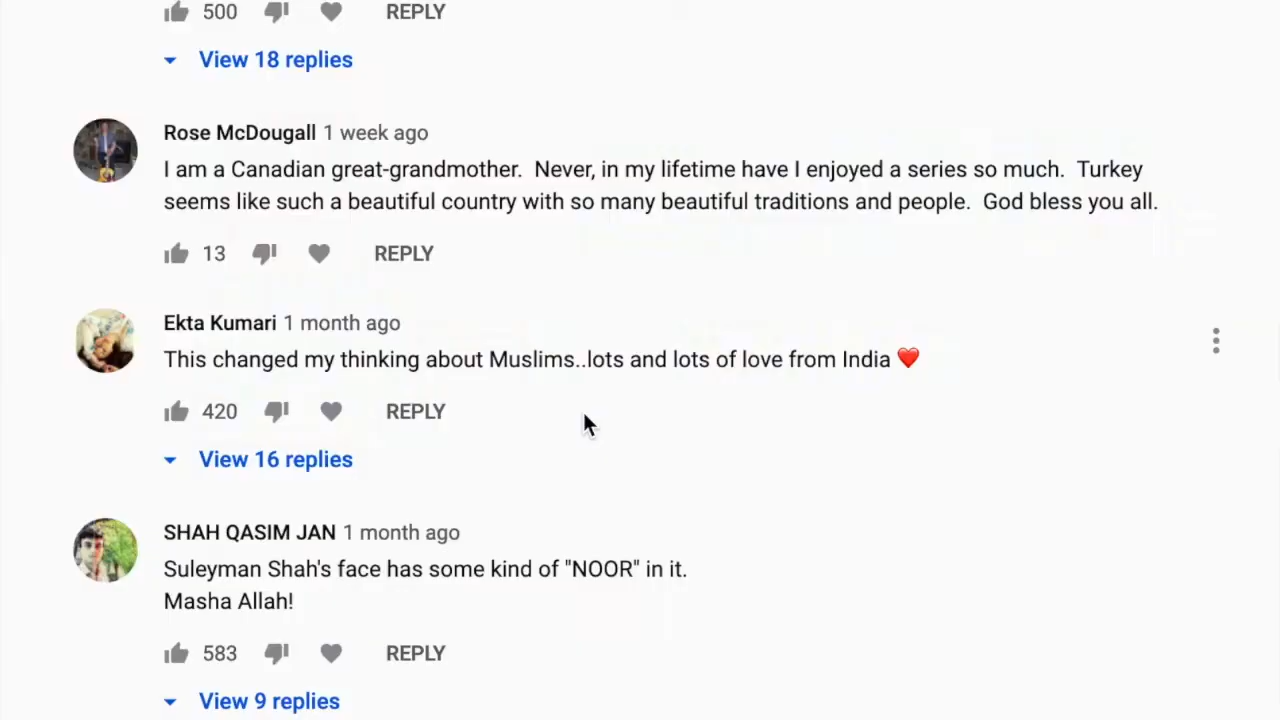 500 REPLY
View 18 replies
Rose McDougall 1 week ago
I am a Canadian great-grandmother.  Never, in my lifetime have I enjoyed a series so much.  Turkey
seems like such a beautiful country with so many beautiful traditions and people.  God bless you all.
13 REPLY
Ekta Kumari 1 month ago
This changed my thinking about Muslims..lots and lots of love from India ❤️
420 REPLY
View 16 replies
SHAH QASIM JAN 1 month ago
Suleyman Shah's face has some kind of "NOOR" in it.
Masha Allah!
583 REPLY
View 9 replies